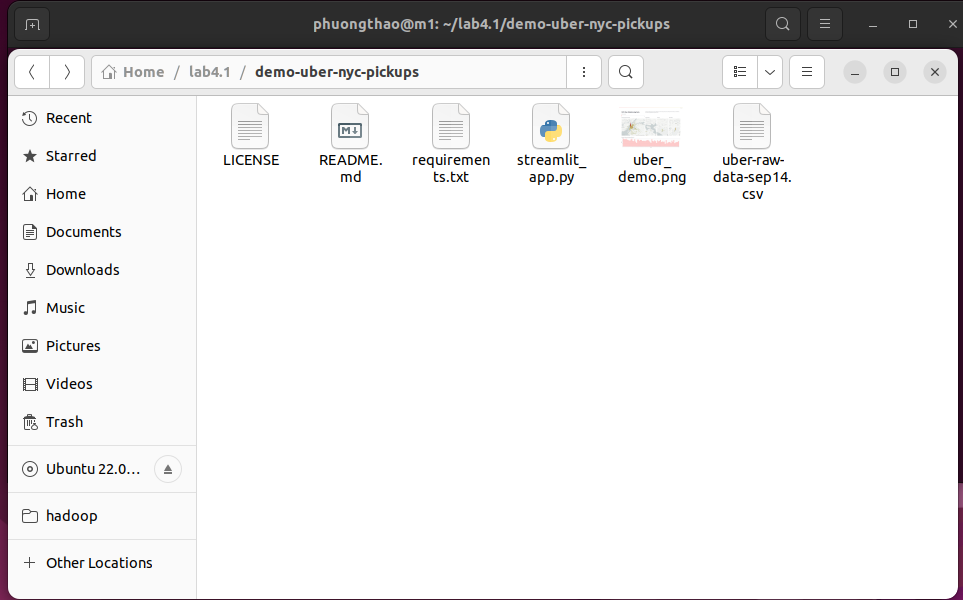 phuongthao@m1: ~/lab4.1/demo-uber-nyc-pickups
Home / lab4.1 / demo-uber-nyc-pickups
Recent
Starred
Home
Documents
Downloads
Music
Pictures
Videos
Trash
Ubuntu 22.0…
hadoop
+ Other Locations
LICENSE
README.
md
requiremen
ts.txt
streamlit_
app.py
uber_
demo.png
uber-raw-
data-sep14.
csv